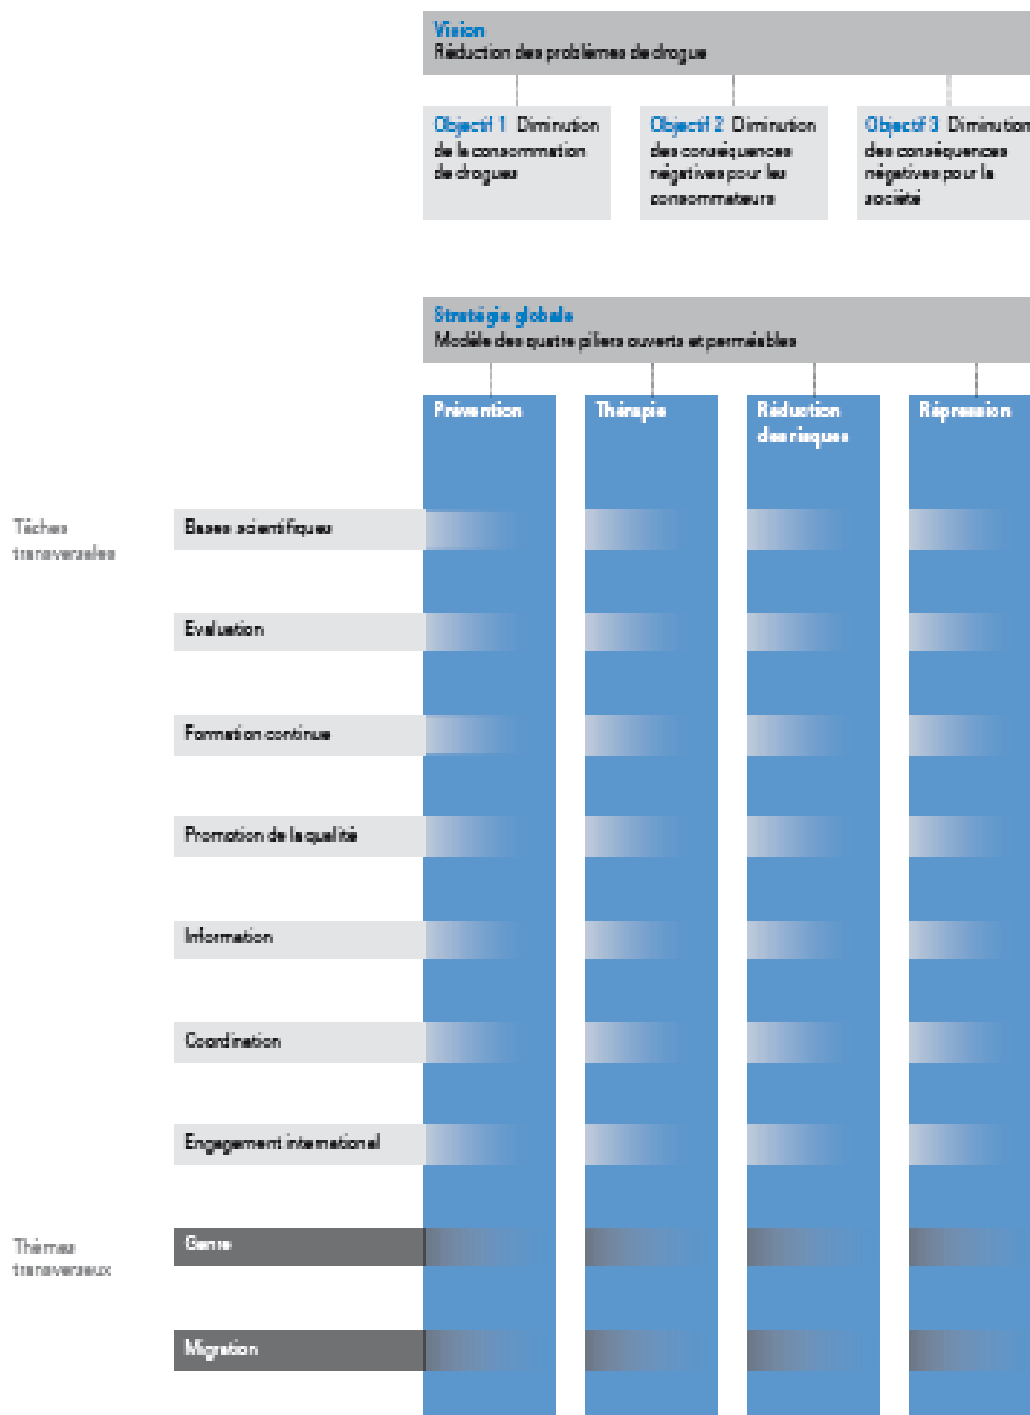 Vision
Réduction des problèmes de drogue
Objectif 1 Diminution
de la consommation
de drogues
Objectif 2 Diminution
des conséquences
négatives pour les
consommateurs
Objectif 3 Diminution
des conséquences
négatives pour la
société
Stratégie globale
Modèle des quatre piliers ouverts et perméables
Prévention
Thérapie
Réduction
des risques
Répression
Tâches
transversales
Bases scientifiques
Evaluation
Formation continue
Promotion de la qualité
Information
Coordination
Engagement international
Thèmes
transversaux
Genre
Migration